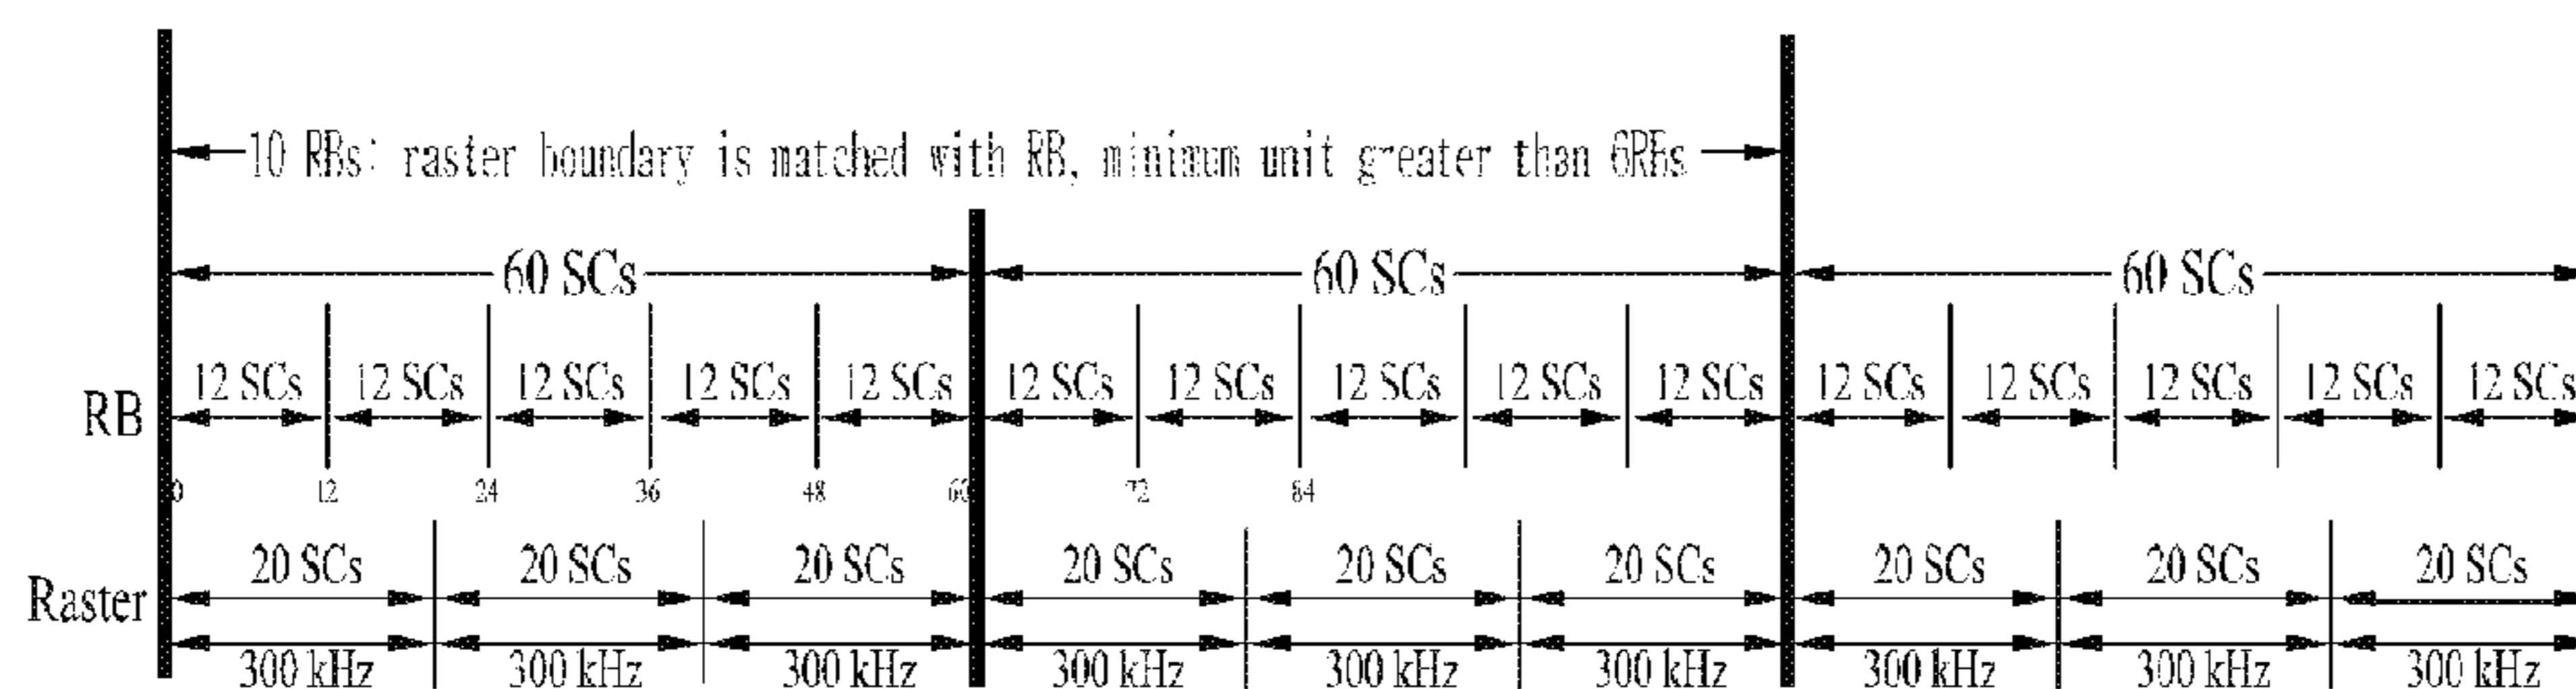 10 RBs: raster boundary is matched with RB, minimum unit greater than 6RBs
60 SCs 60 SCs 60 SCs
12 SCs 12 SCs 12 SCs 12 SCs 12 SCs 12 SCs 12 SCs 12 SCs 12 SCs 12 SCs 12 SCs 12 SCs 12 SCs 12 SCs 12 SCs
RB
0 12 24 36 48 60 72 84
20 SCs 20 SCs 20 SCs 20 SCs 20 SCs 20 SCs 20 SCs 20 SCs 20 SCs
Raster
300 kHz 300 kHz 300 kHz 300 kHz 300 kHz 300 kHz 300 kHz 300 kHz 300 kHz